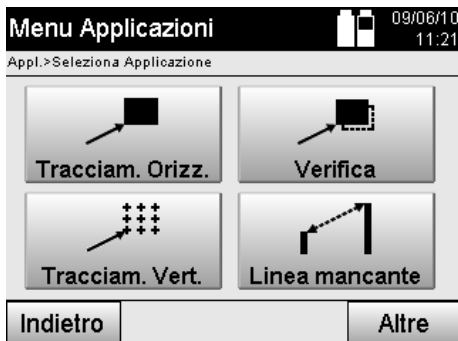 Menu Applicazioni
09/06/10
11:21
Appl.>Seleziona Applicazione
Tracciam. Orizz.
Verifica
Tracciam. Vert.
Linea mancante
Indietro
Altre